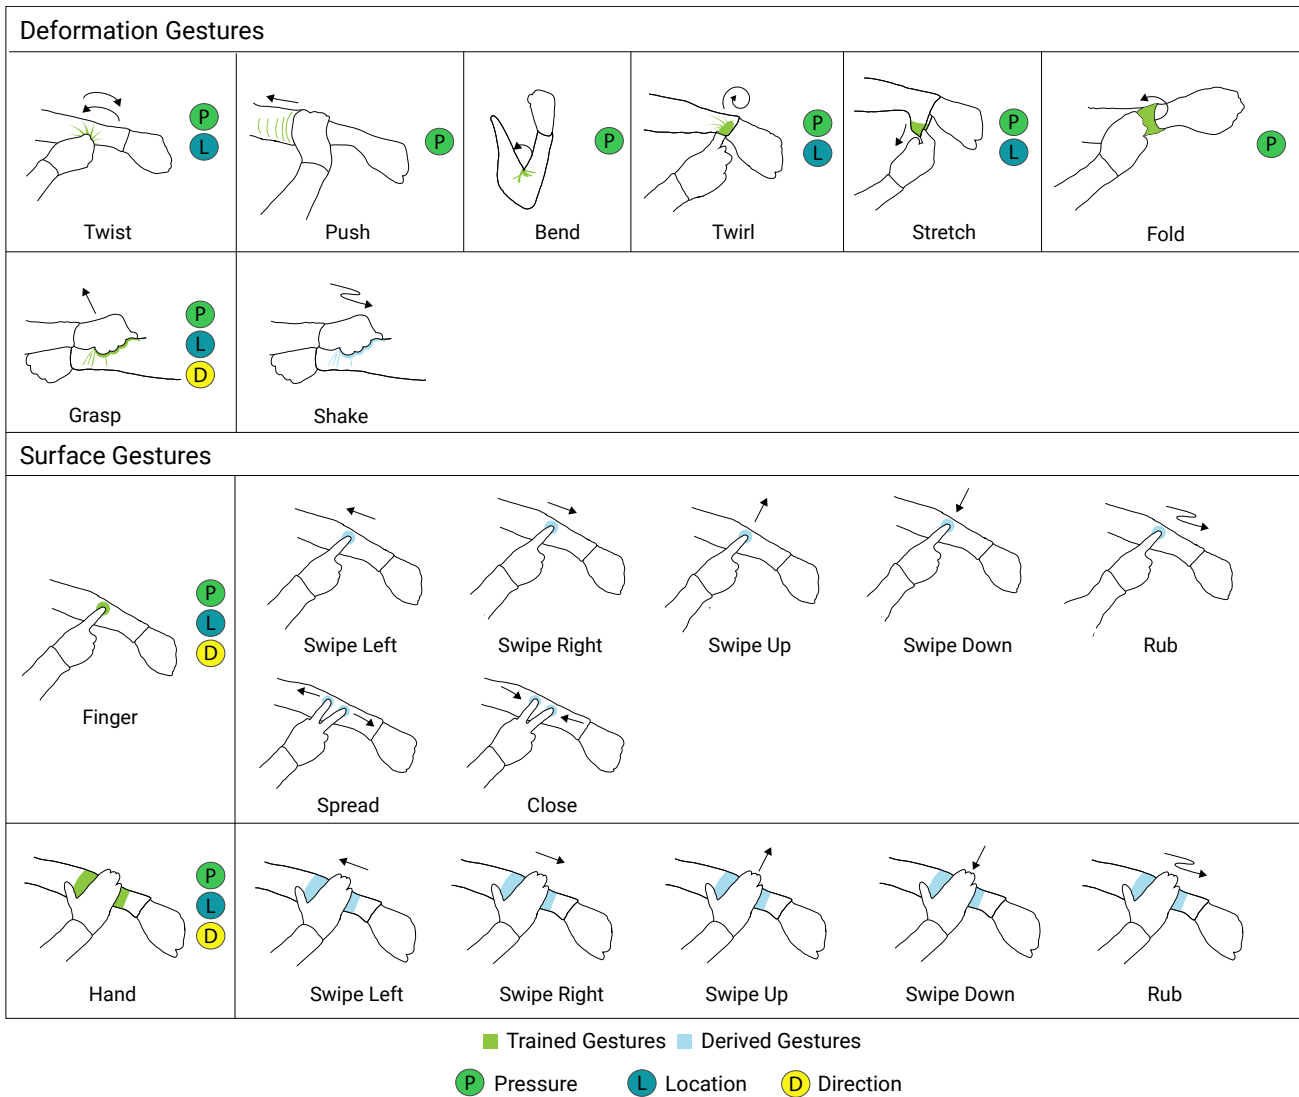 Deformation Gestures
P
L
Twist
P
Push
P
Bend
P
L
Twirl
P
L
Stretch
P
Fold
P
L
D
Grasp
Shake
Surface Gestures
P
L
D
Finger
Swipe Left
Swipe Right
Swipe Up
Swipe Down
Rub
Spread
Close
P
L
D
Hand
Swipe Left
Swipe Right
Swipe Up
Swipe Down
Rub
Trained Gestures
Derived Gestures
P Pressure
L Location
D Direction